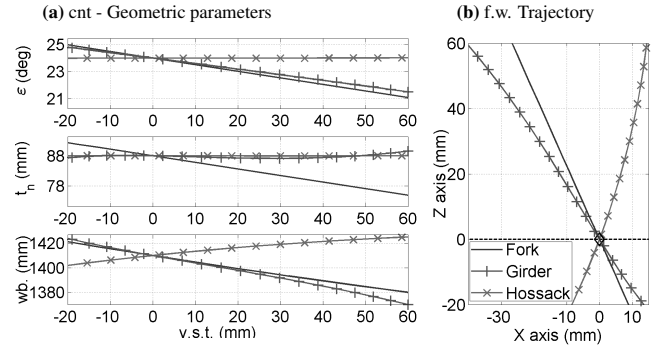 (a) cnt - Geometric parameters
(b) f.w. Trajectory
ε (deg)
25
23
21
-20 -10 0 10 20 30 40 50 60
tn (mm)
88
78
-20 -10 0 10 20 30 40 50 60
wb. (mm)
1420
1400
1380
-20 -10 0 10 20 30 40 50 60
v.s.t. (mm)
Z axis (mm)
60
40
20
0
-20
Fork
Girder
Hossack
-40 -30 -20 -10 0 10
X axis (mm)